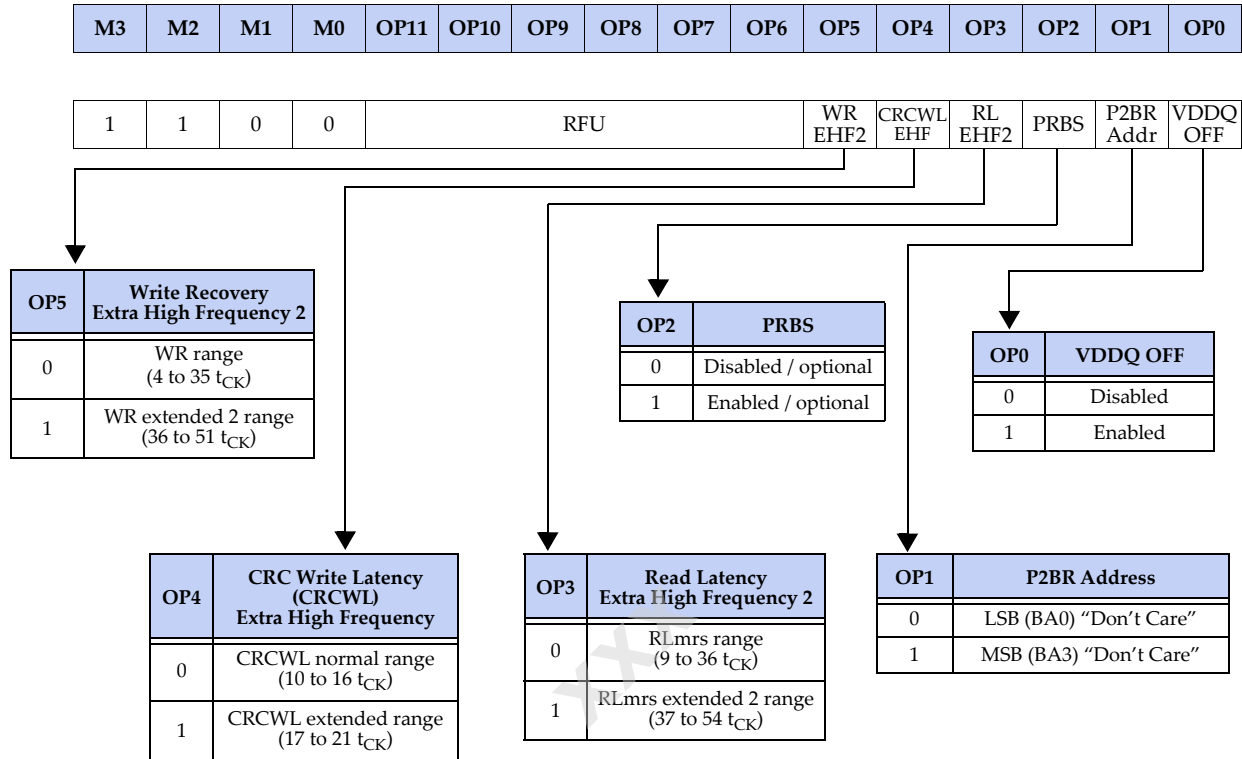 M3 M2 M1 M0 OP11 OP10 OP9 OP8 OP7 OP6 OP5 OP4 OP3 OP2 OP1 OP0
1 1 0 0 RFU WR EHF2 CRCWL EHF RL EHF2 PRBS P2BR Addr VDDQ OFF
OP5 Write Recovery
Extra High Frequency 2
0 WR range
(4 to 35 tCK)
1 WR extended 2 range
(36 to 51 tCK)
OP2 PRBS
0 Disabled / optional
1 Enabled / optional
OP0 VDDQ OFF
0 Disabled
1 Enabled
OP4 CRC Write Latency
(CRCWL)
Extra High Frequency
0 CRCWL normal range
(10 to 16 tCK)
1 CRCWL extended range
(17 to 21 tCK)
OP3 Read Latency
Extra High Frequency 2
0 RLmrs range
(9 to 36 tCK)
1 RLmrs extended 2 range
(37 to 54 tCK)
OP1 P2BR Address
0 LSB (BA0) “Don’t Care”
1 MSB (BA3) “Don’t Care”
xxx